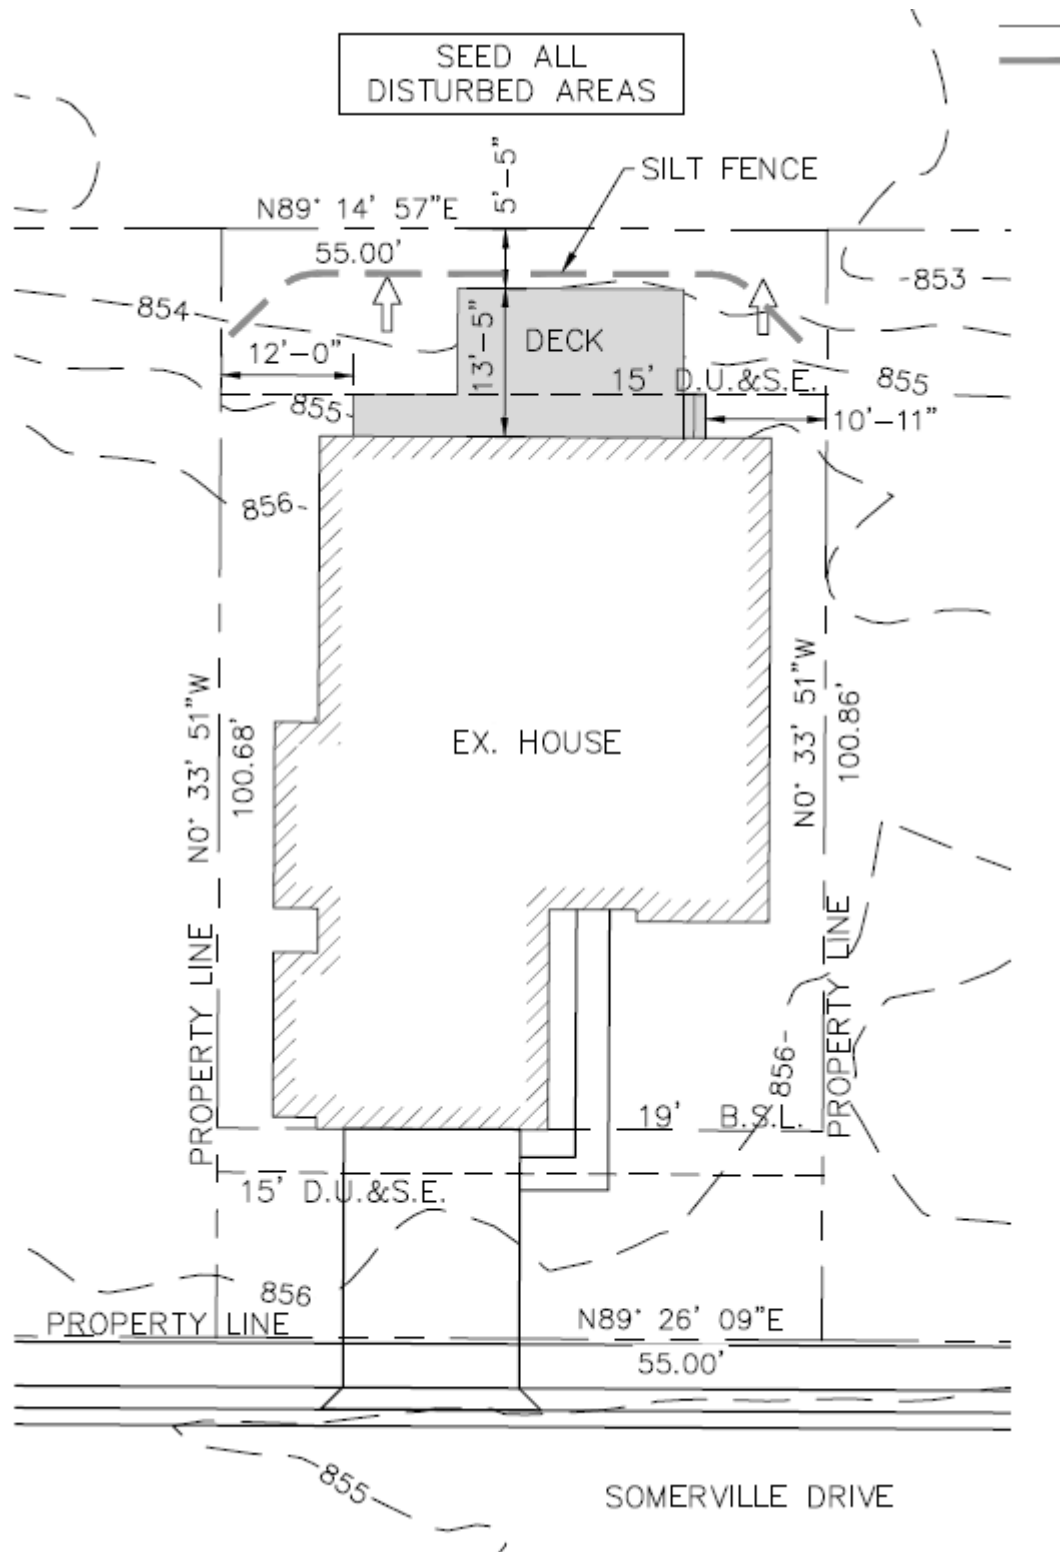 SEED ALL
DISTURBED AREAS
SILT FENCE
5'-5"
N89° 14' 57"E
55.00'
853
854
DECK
13'-5"
12'-0"
15' D.U.&S.E.
855
855
10'-11"
856
EX. HOUSE
N0° 33' 51"W
100.68'
N0° 33' 51"W
100.86'
PROPERTY LINE
PROPERTY LINE
856
19' B.S.L.
15' D.U.&S.E.
856
PROPERTY LINE
N89° 26' 09"E
55.00'
855
SOMERVILLE DRIVE